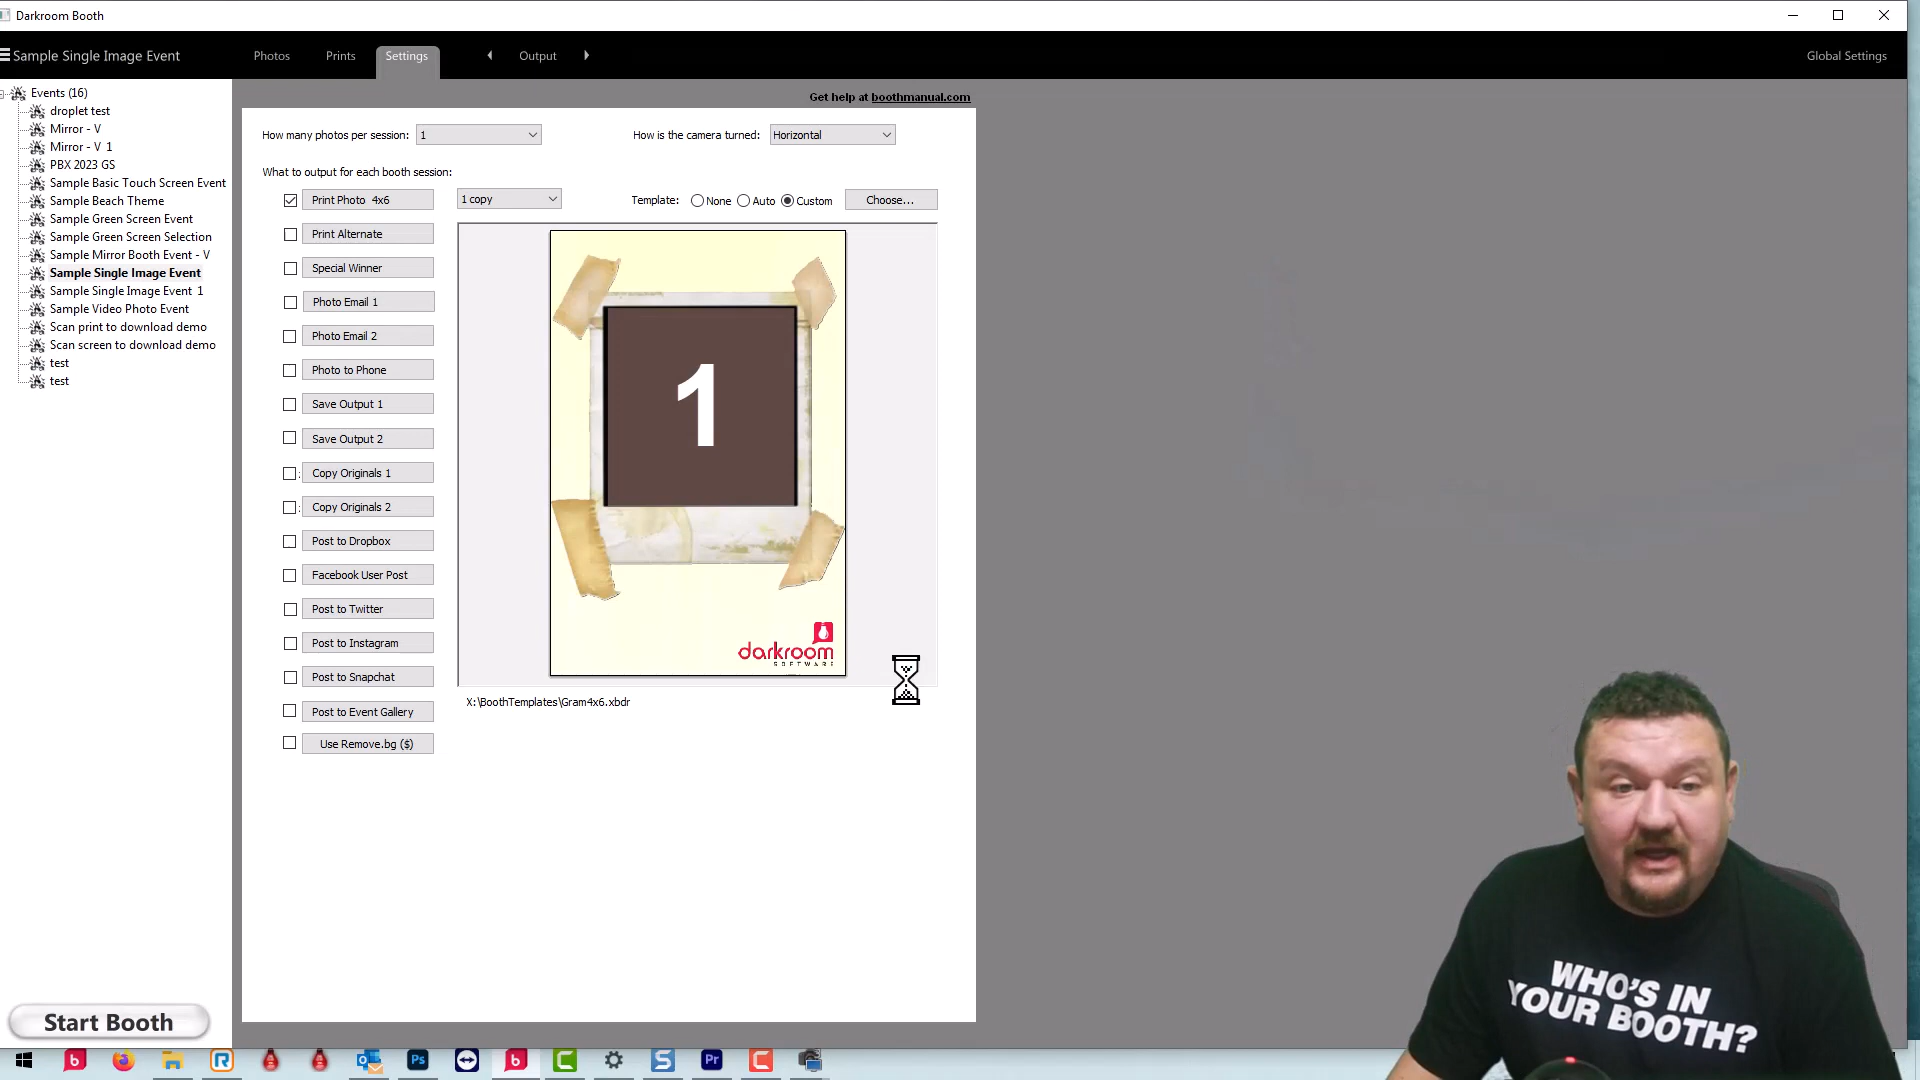 Darkroom Booth
Sample Single Image Event
Photos
Prints
Settings
Output
Global Settings
Events (16)
droplet test
Mirror - V
Mirror - V 1
PBX 2023 GS
Sample Basic Touch Screen Event
Sample Beach Theme
Sample Green Screen Event
Sample Green Screen Selection
Sample Mirror Booth Event - V
Sample Single Image Event
Sample Single Image Event 1
Sample Video Photo Event
Scan print to download demo
Scan screen to download demo
test
test
Get help at boothmanual.com
How many photos per session: 1
How is the camera turned: Horizontal
What to output for each booth session:
Print Photo 4x6
1 copy
Template: None Auto Custom Choose...
Print Alternate
Special Winner
Photo Email 1
Photo Email 2
Photo to Phone
Save Output 1
Save Output 2
Copy Originals 1
Copy Originals 2
Post to Dropbox
Facebook User Post
Post to Twitter
Post to Instagram
Post to Snapchat
Post to Event Gallery
Use Remove.bg ($)
1
darkroom
SOFTWARE
X:\BoothTemplates\Gram4x6.xbdr
Start Booth
WHO'S IN
YOUR BOOTH?
b
R
Ps
b
C
S
Pr
C